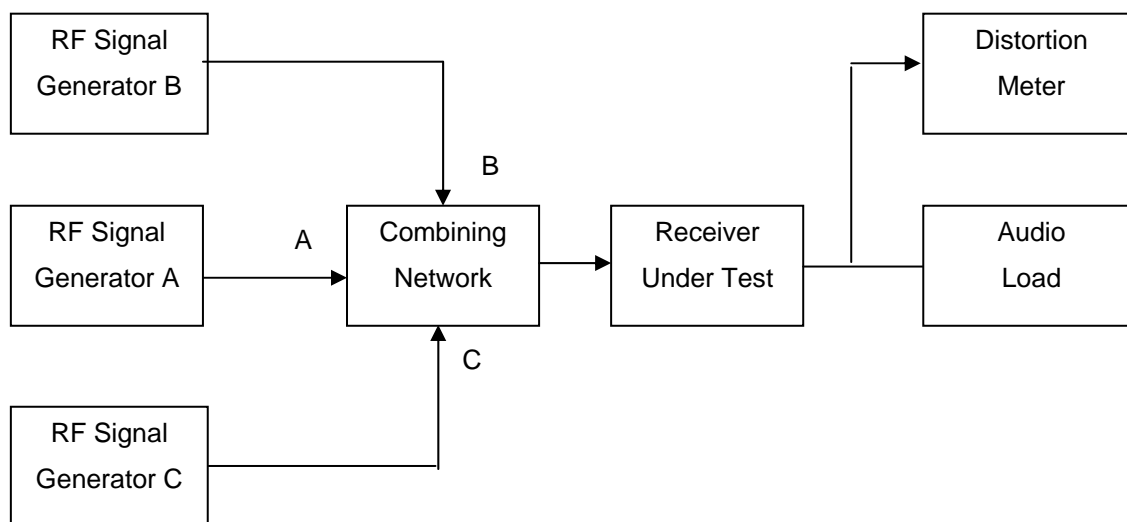 RF Signal
Generator B
Distortion
Meter
B
RF Signal
Generator A
A
Combining
Network
Receiver
Under Test
Audio
Load
C
RF Signal
Generator C